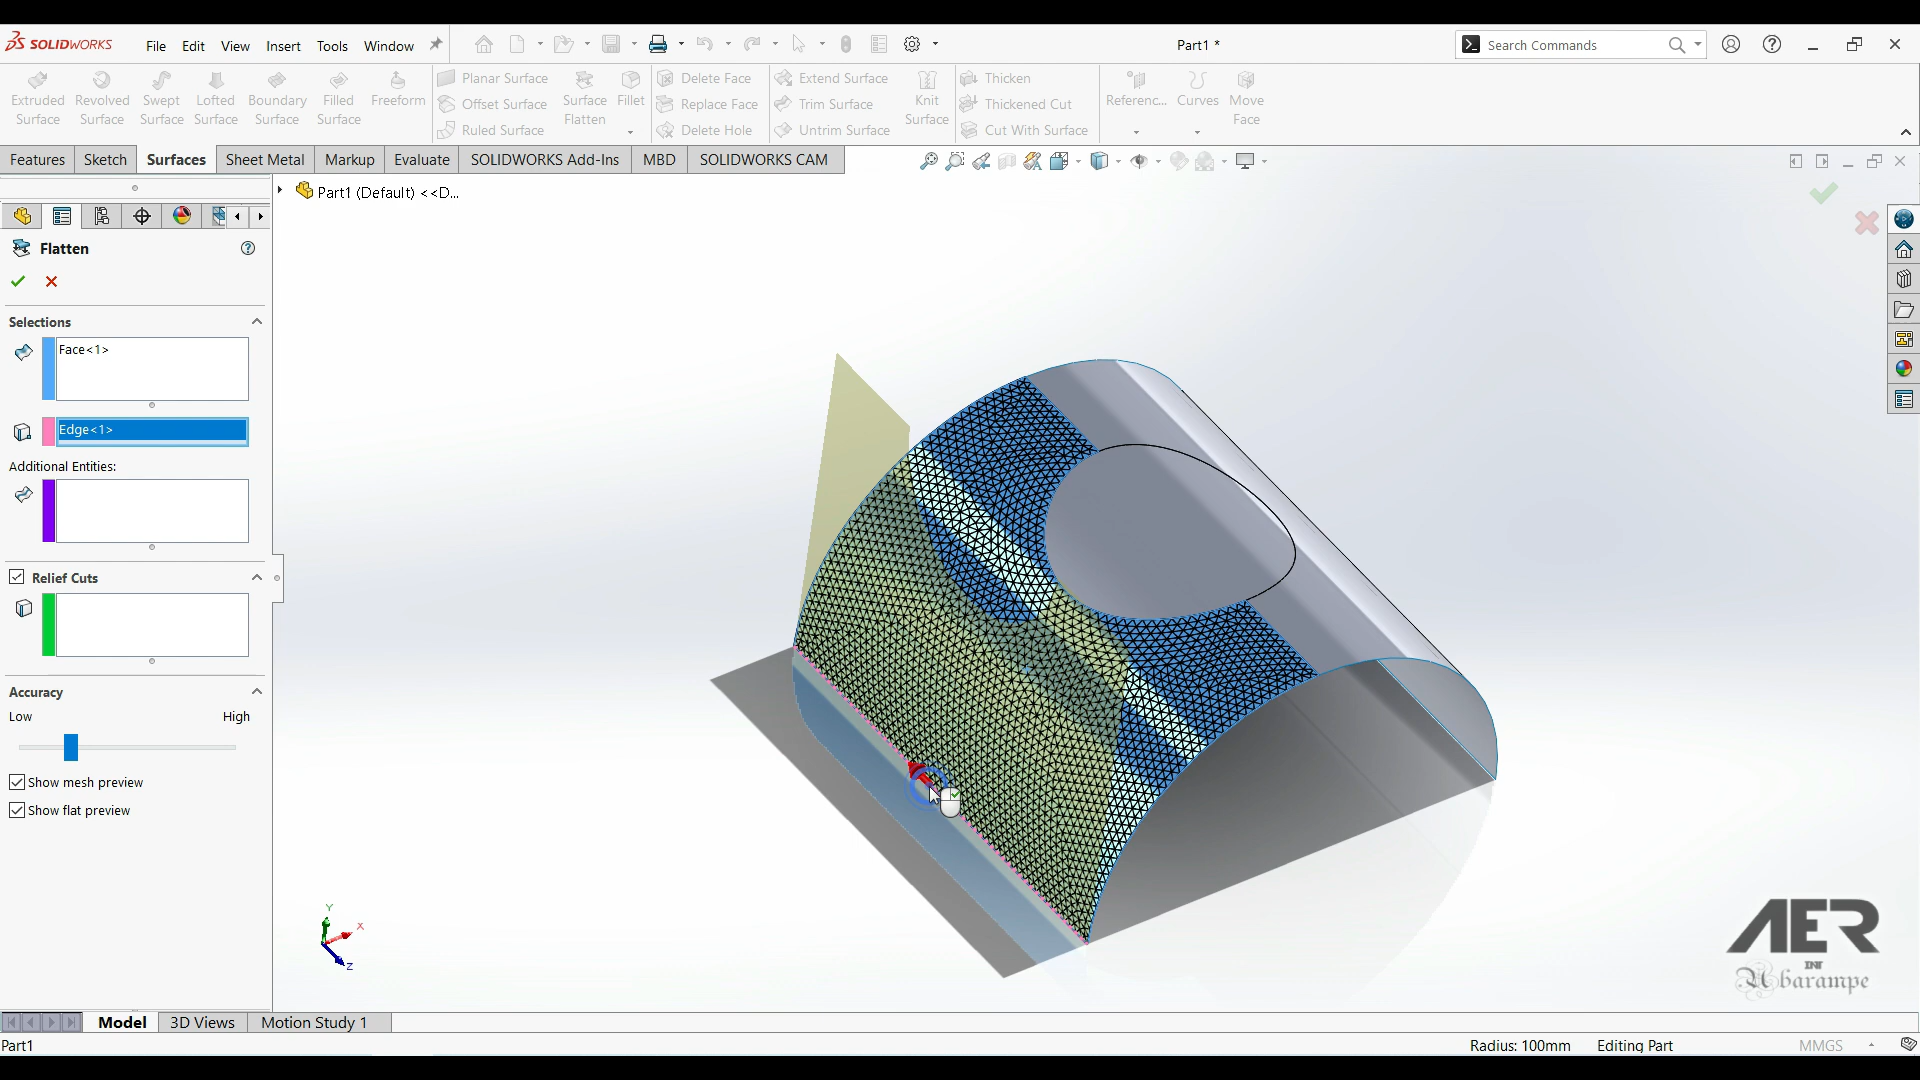 SOLIDWORKS
File Edit View Insert Tools Window
Part1 *
Search Commands
Extruded Surface
Revolved Surface
Swept Surface
Lofted Surface
Boundary Surface
Filled Surface
Freeform
Planar Surface
Offset Surface
Ruled Surface
Surface Flatten
Fillet
Delete Face
Replace Face
Delete Hole
Extend Surface
Trim Surface
Untrim Surface
Knit Surface
Thicken
Thickened Cut
Cut With Surface
Referenc...
Curves
Move Face
Features Sketch Surfaces Sheet Metal Markup Evaluate SOLIDWORKS Add-Ins MBD SOLIDWORKS CAM
Part1 (Default) <<D...
Flatten
Selections
Face<1>
Edge<1>
Additional Entities:
Relief Cuts
Accuracy
Low High
Show mesh preview
Show flat preview
Y
X
Z
AER
INT
Abarampe
Model 3D Views Motion Study 1
Part1 Radius: 100mm Editing Part MMGS